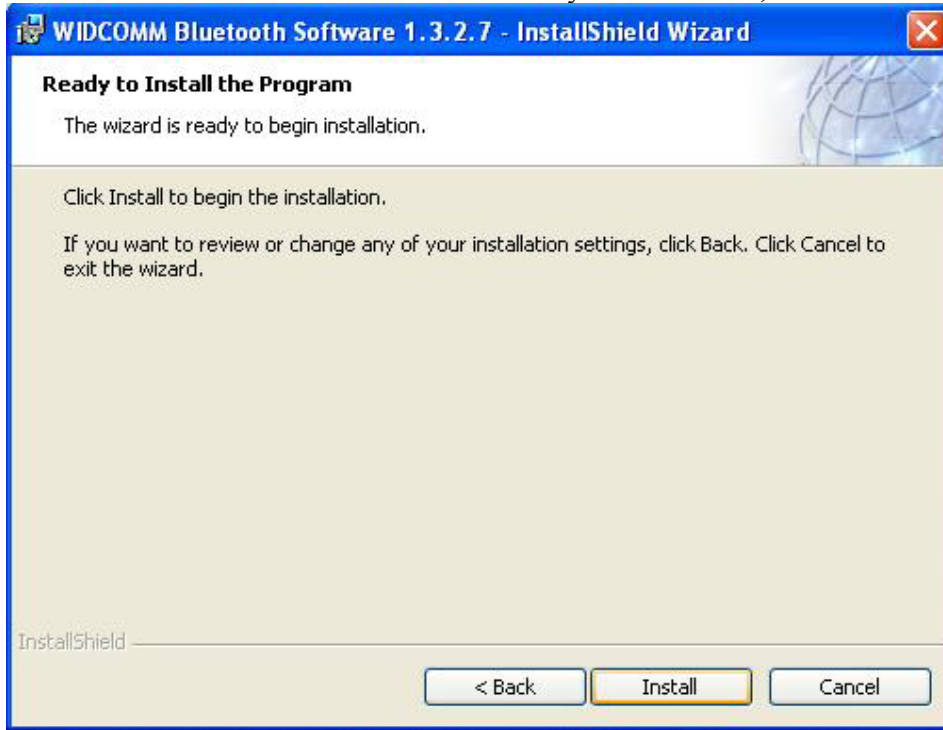 WIDCOMM Bluetooth Software 1.3.2.7 - InstallShield Wizard
Ready to Install the Program
The wizard is ready to begin installation.
Click Install to begin the installation.
If you want to review or change any of your installation settings, click Back. Click Cancel to
exit the wizard.
InstallShield
< Back Install Cancel